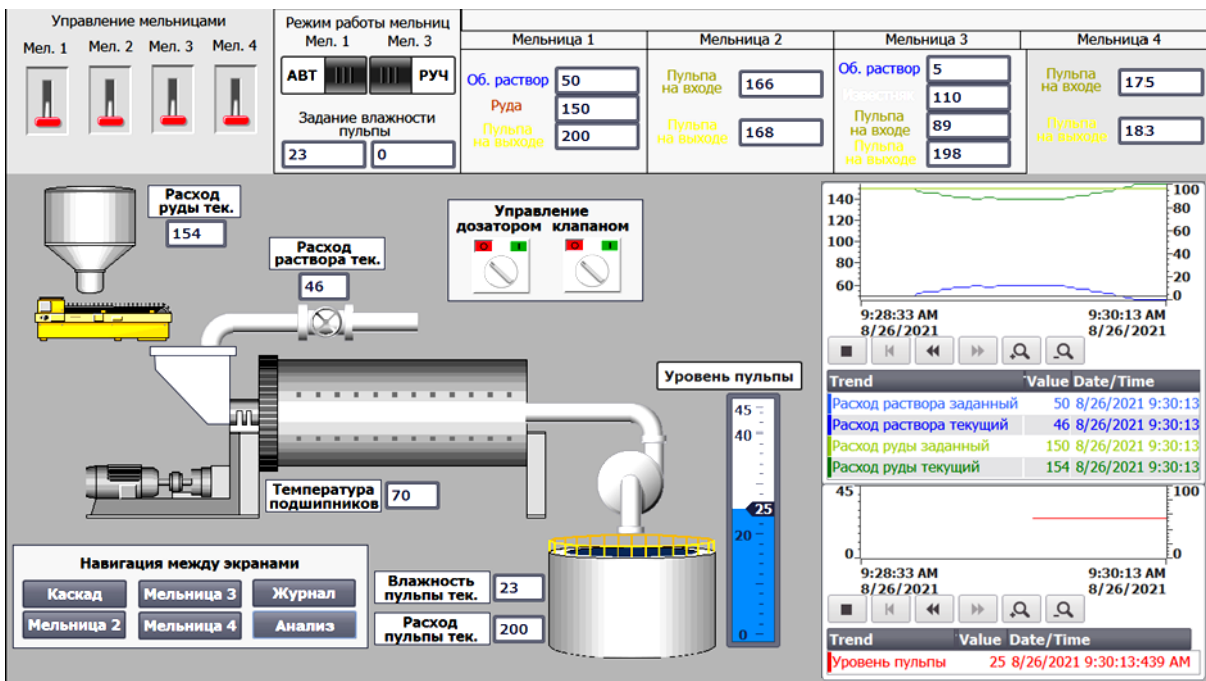 Управление мельницами
Мел. 1 Мел. 2 Мел. 3 Мел. 4
Режим работы мельниц
Мел. 1 Мел. 3
АВТ РУЧ
Задание влажности
пульпы
23 0
Мельница 1
Об. раствор 50
Руда 150
Пульпа
на выходе 200
Мельница 2
Пульпа
на входе 166
Пульпа
на выходе 168
Мельница 3
Об. раствор 5
Известняк 110
Пульпа
на входе 89
Пульпа
на выходе 198
Мельница 4
Пульпа
на входе 175
Пульпа
на выходе 183
Расход
руды тек.
154
Расход
раствора тек.
46
Управление
дозатором клапаном
O I O I
Температура
подшипников 70
Уровень пульпы
45
40
25
20
0
Влажность
пульпы тек. 23
Расход
пульпы тек. 200
Навигация между экранами
Каскад Мельница 3 Журнал
Мельница 2 Мельница 4 Анализ
140 100
120 80
100 60
80 40
60 20
0
9:28:33 AM 9:30:13 AM
8/26/2021 8/26/2021
Trend Value Date/Time
Расход раствора заданный 50 8/26/2021 9:30:13
Расход раствора текущий 46 8/26/2021 9:30:13
Расход руды заданный 150 8/26/2021 9:30:13
Расход руды текущий 154 8/26/2021 9:30:13
45 100
0 0
9:28:33 AM 9:30:13 AM
8/26/2021 8/26/2021
Trend Value Date/Time
Уровень пульпы 25 8/26/2021 9:30:13:439 AM